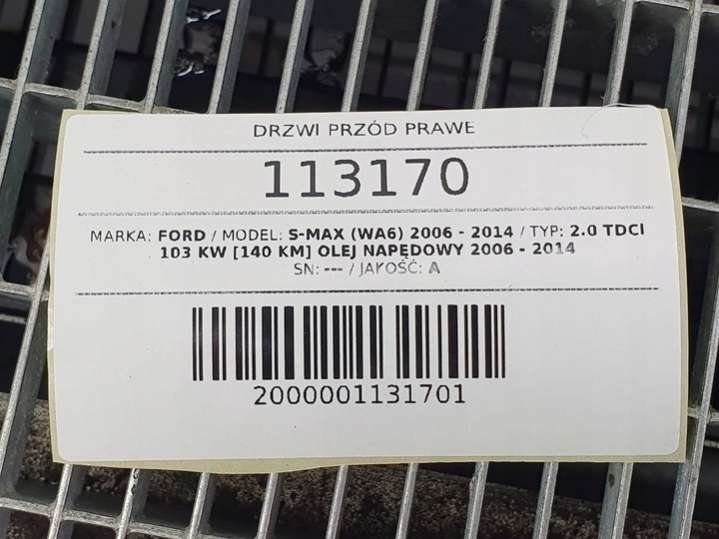 DRZWI PRZÓD PRAWE
113170
MARKA: FORD / MODEL: S-MAX (WA6) 2006 - 2014 / TYP: 2.0 TDCI
103 KW [140 KM] OLEJ NAPĘDOWY 2006 - 2014
SN: --- / JAKOŚĆ: A
2000001131701